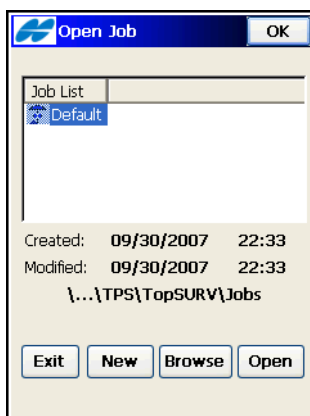 Open Job OK
Job List
Default
Created: 09/30/2007 22:33
Modified: 09/30/2007 22:33
\...\TPS\TopSURV\Jobs
Exit New Browse Open